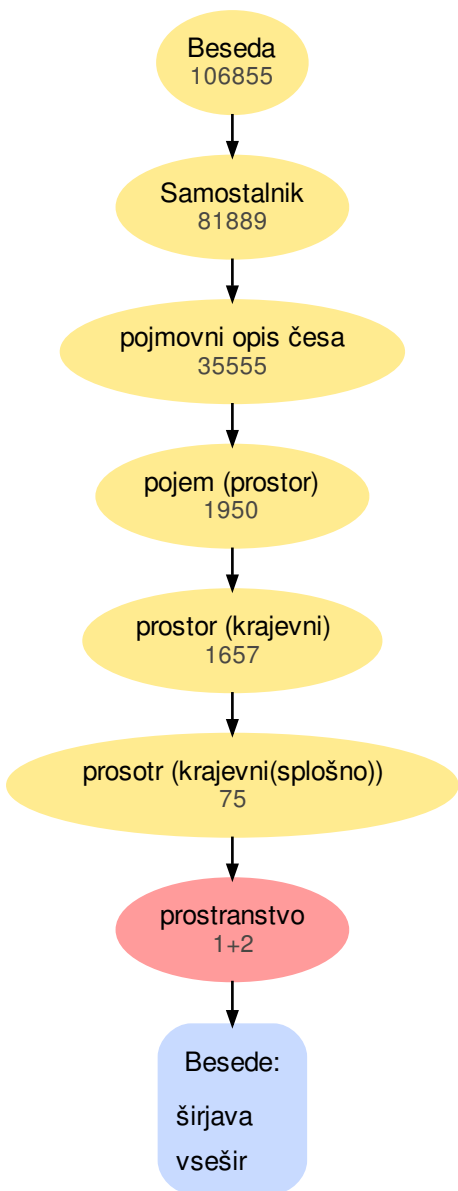 Beseda
106855
Samostalnik
81889
pojmovni opis česa
35555
pojem (prostor)
1950
prostor (krajevni)
1657
prosotr (krajevni(splošno))
75
prostranstvo
1+2
Besede:
širjava
vsešir